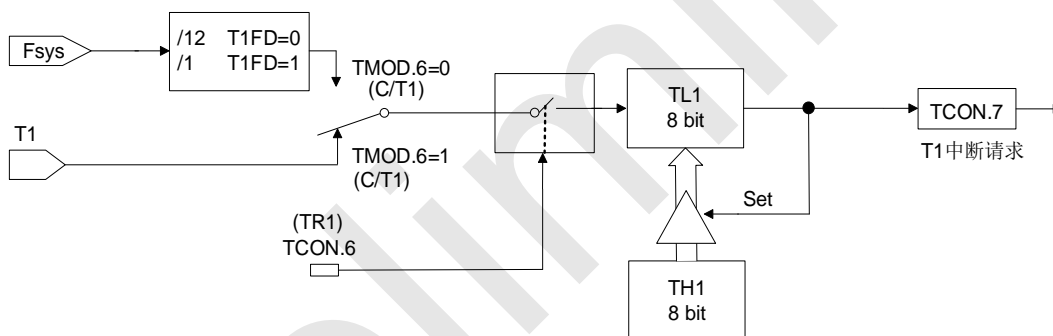 Fsys
/12 T1FD=0
/1 T1FD=1
TMOD.6=0
(C/T1)
T1
TMOD.6=1
(C/T1)
(TR1)
TCON.6
TL1
8 bit
TCON.7
T1中断请求
Set
TH1
8 bit